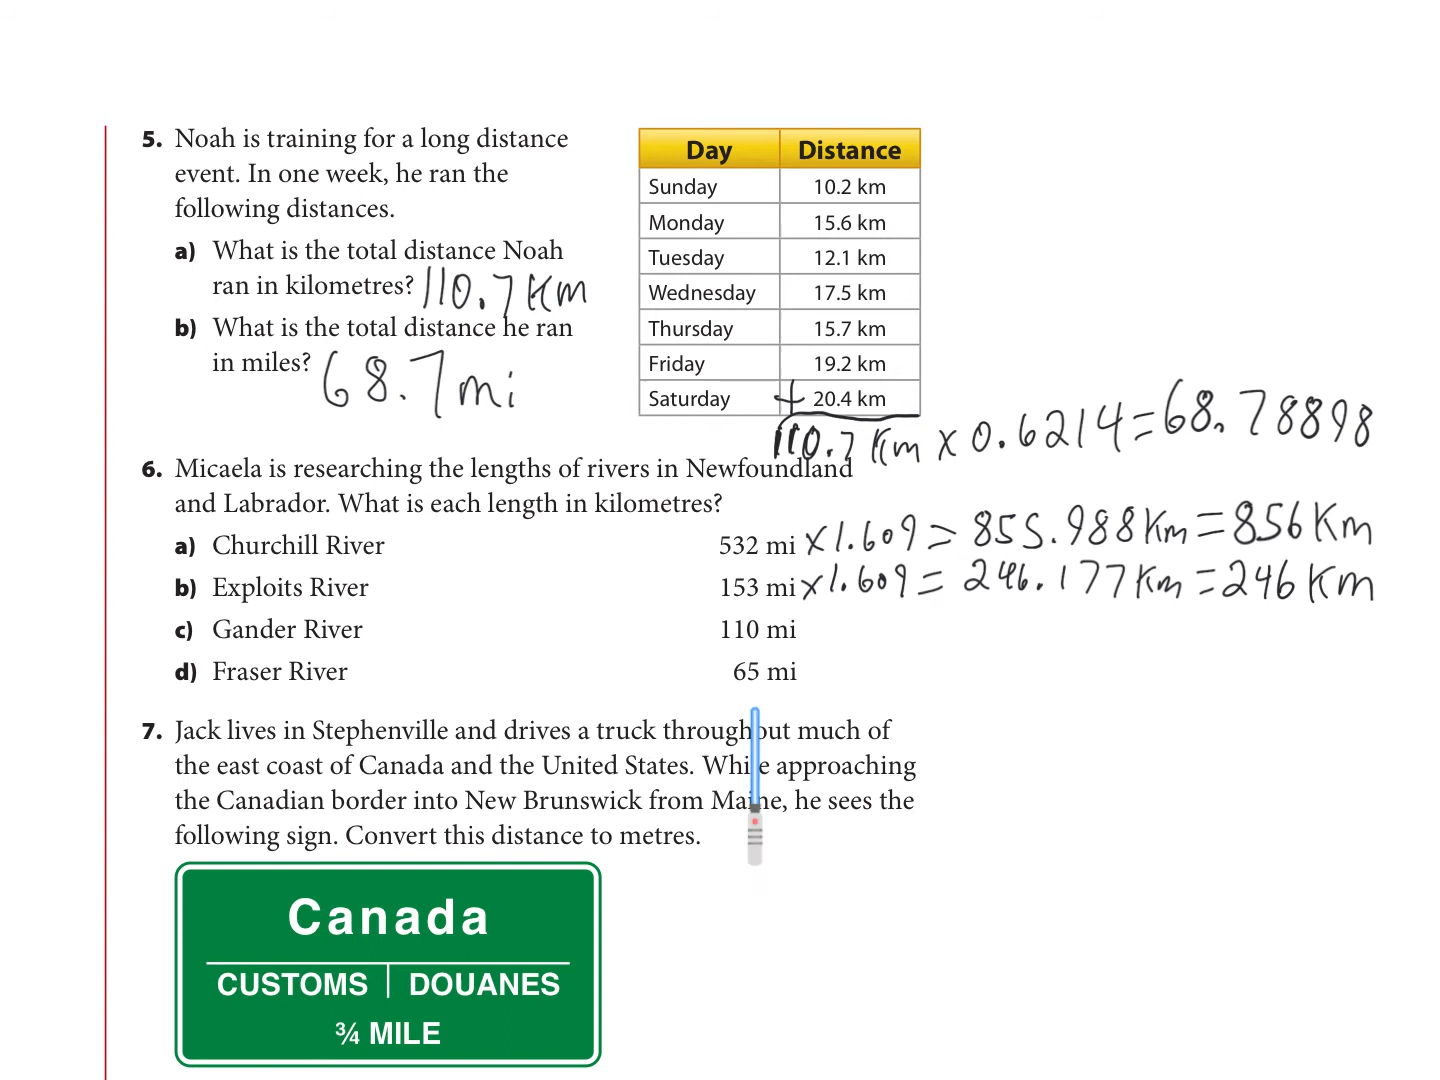 5. Noah is training for a long distance
event. In one week, he ran the
following distances.
a) What is the total distance Noah
ran in kilometres? 110.7 Km
b) What is the total distance he ran
in miles? 68.7 mi
Day Distance
Sunday 10.2 km
Monday 15.6 km
Tuesday 12.1 km
Wednesday 17.5 km
Thursday 15.7 km
Friday 19.2 km
Saturday + 20.4 km
110.7 Km x 0.6214 = 68.78898
6. Micaela is researching the lengths of rivers in Newfoundland
and Labrador. What is each length in kilometres?
a) Churchill River 532 mi x 1.609 = 855.988 Km = 856 Km
b) Exploits River 153 mi x 1.609 = 246.177 Km = 246 Km
c) Gander River 110 mi
d) Fraser River 65 mi
7. Jack lives in Stephenville and drives a truck throughout much of
the east coast of Canada and the United States. While approaching
the Canadian border into New Brunswick from Maine, he sees the
following sign. Convert this distance to metres.
Canada
CUSTOMS | DOUANES
¾ MILE